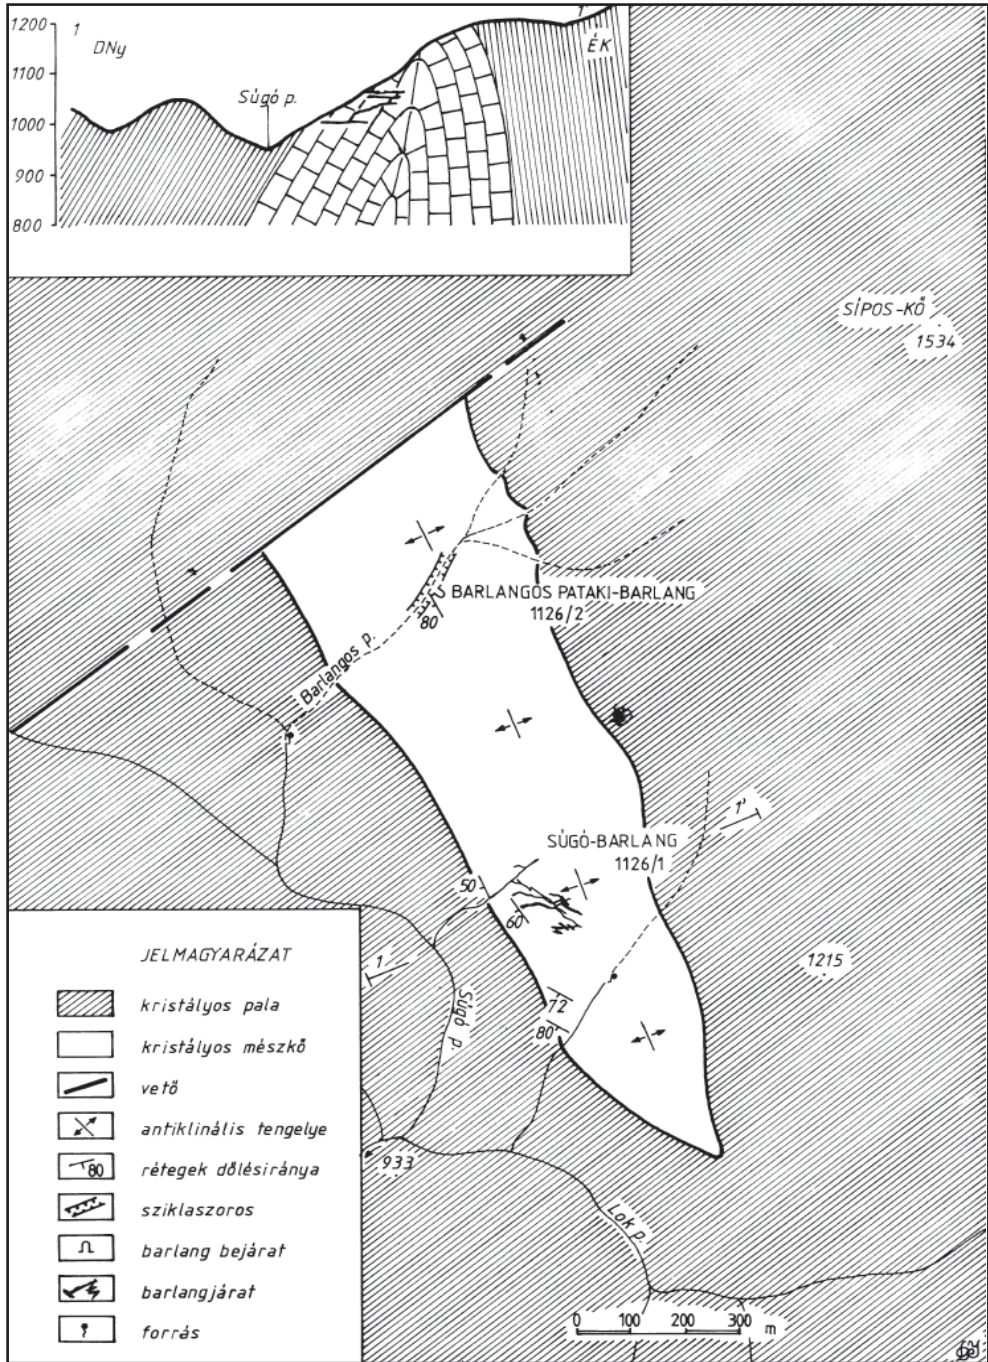 1200
1100
1000
900
800
1
DNy
Súgó p.
1'
ÉK
SÍPOS-KŐ
1534
BARLANGOS PATAKI-BARLANG
1126/2
80
Barlangos p.
1'
SÚGÓ-BARLANG
1126/1
50
60
1
Súgó p.
72
80
1215
933
Lok p.
JELMAGYARÁZAT
kristályos pala
kristályos mészkő
vető
antiklinális tengelye
80
rétegek dőlésiránya
sziklaszoros
barlang bejárat
barlangjárat
forrás
0 100 200 300 m